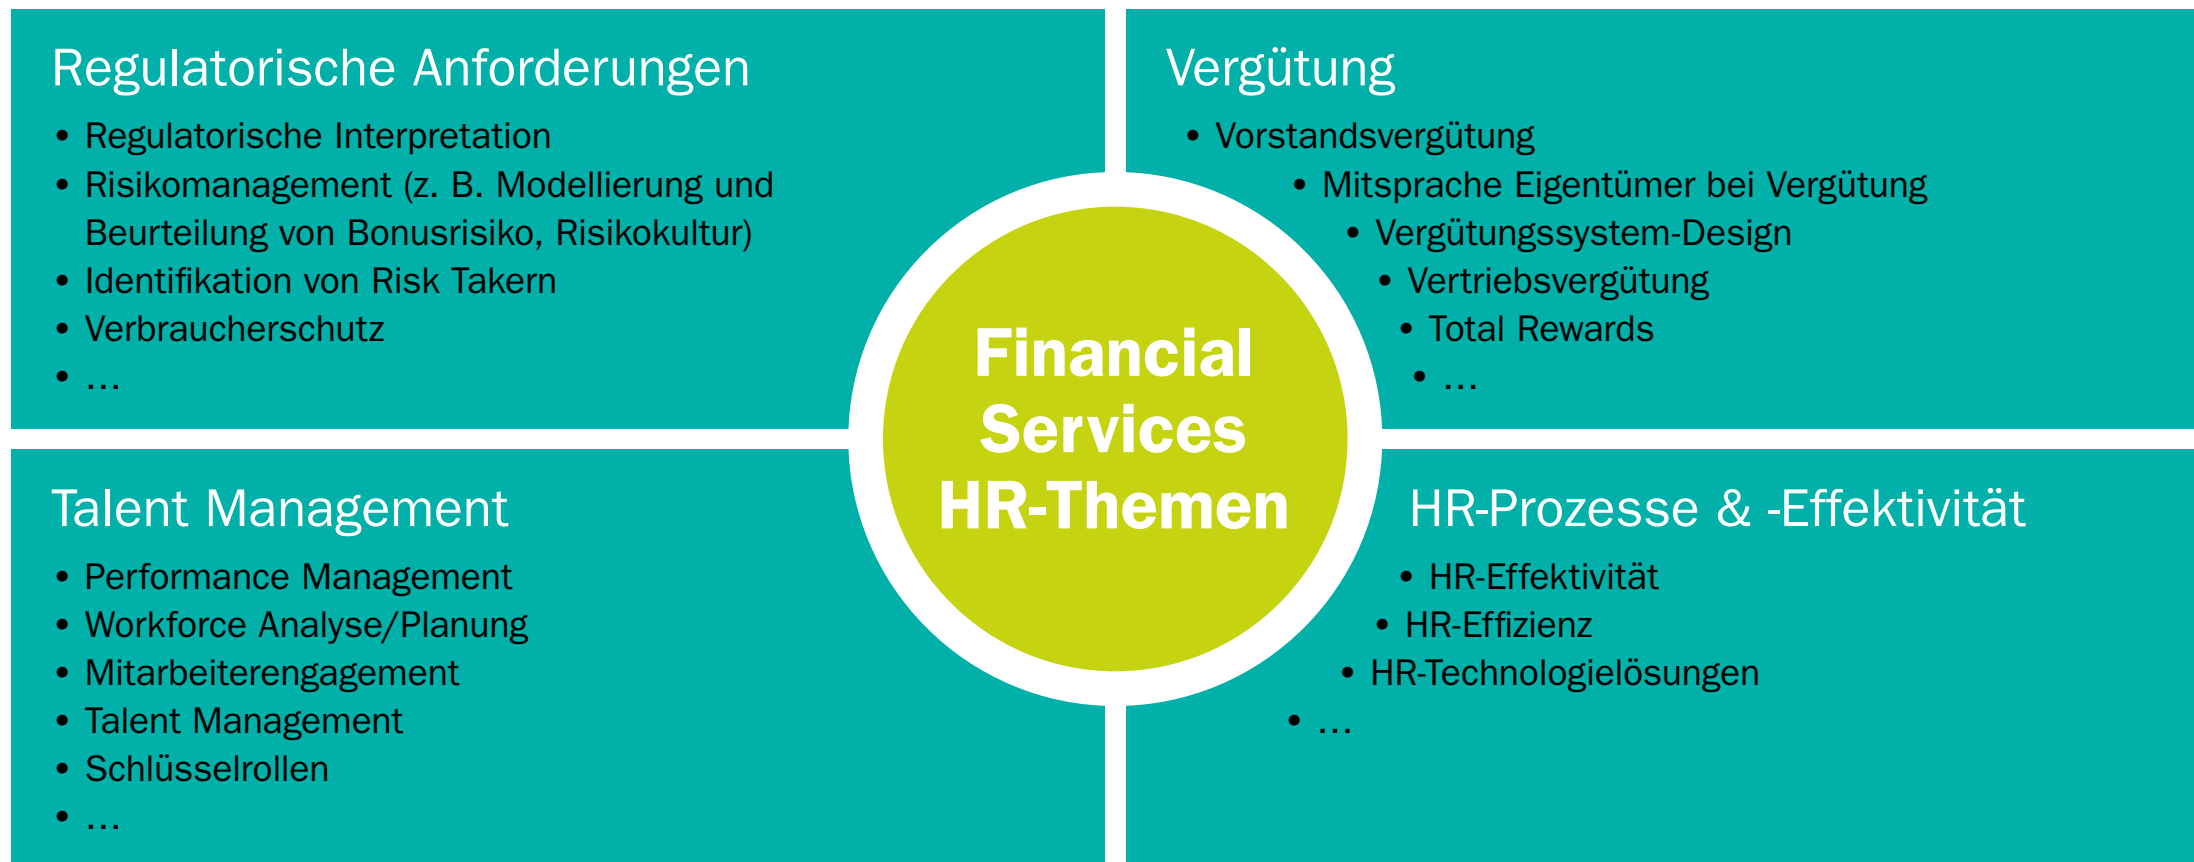 Regulatorische Anforderungen
• Regulatorische Interpretation
• Risikomanagement (z. B. Modellierung und
Beurteilung von Bonusrisiko, Risikokultur)
• Identifikation von Risk Takern
• Verbraucherschutz
• …
Vergütung
• Vorstandsvergütung
• Mitsprache Eigentümer bei Vergütung
• Vergütungssystem-Design
• Vertriebsvergütung
• Total Rewards
• …
Financial
Services
HR-Themen
Talent Management
• Performance Management
• Workforce Analyse/Planung
• Mitarbeiterengagement
• Talent Management
• Schlüsselrollen
• …
HR-Prozesse & -Effektivität
• HR-Effektivität
• HR-Effizienz
• HR-Technologielösungen
• …